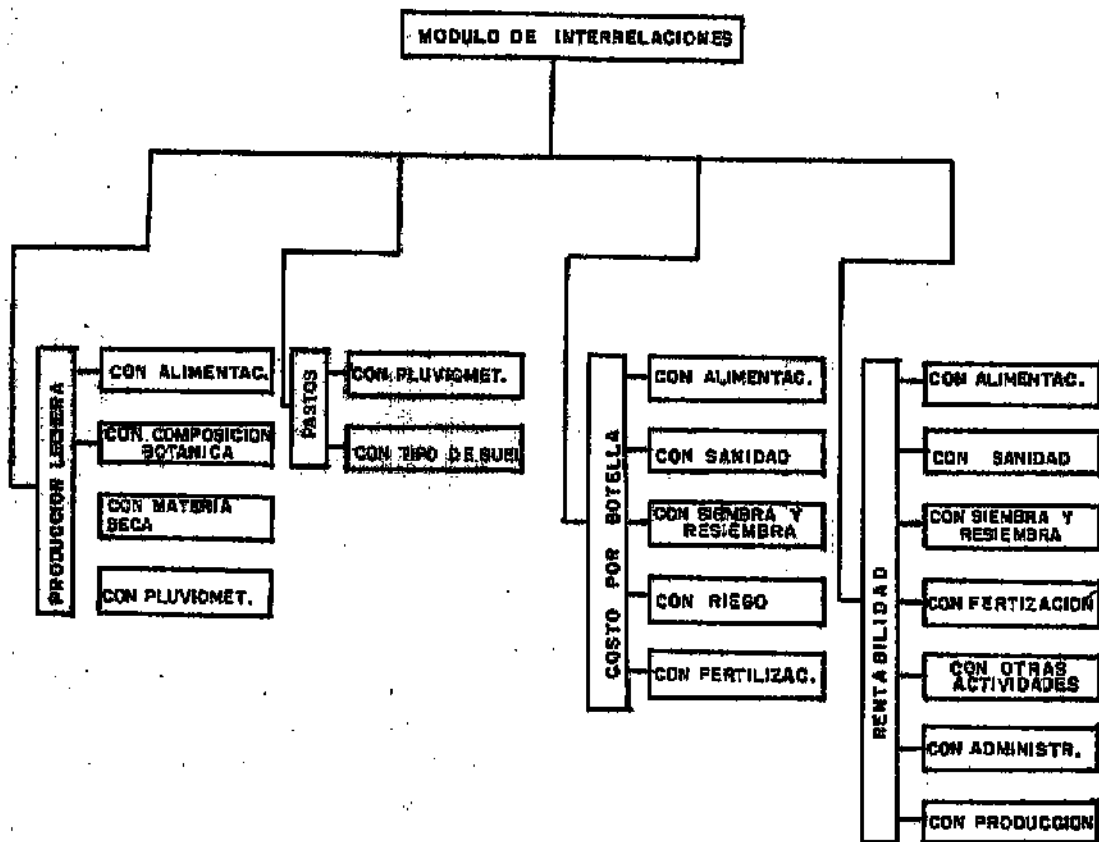 MODULO DE INTERRELACIONES
PRODUCCION LECHERA
CON ALIMENTAC.
CON COMPOSICION
BOTANICA
CON MATERIA
SECA
CON PLUVIOMET.
PASTOS
CON PLUVIOMET.
CON TIPO DE SUEL
COSTO POR BOTELLA
CON ALIMENTAC.
CON SANIDAD
CON SIEMBRA Y
RESIEMBRA
CON RIEGO
CON FERTILIZAC.
RENTABILIDAD
CON ALIMENTAC.
CON SANIDAD
CON SIEMBRA Y
RESIEMBRA
CON FERTIZACION
CON OTRAS
ACTIVIDADES
CON ADMINISTR.
CON PRODUCCION